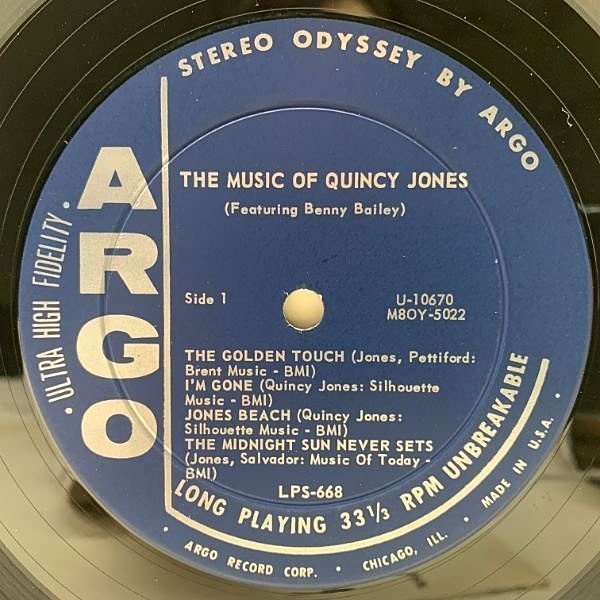 STEREO ODYSSEY BY ARGO
ARGO
• ULTRA HIGH FIDELITY •
THE MUSIC OF QUINCY JONES
(Featuring Benny Bailey)
Side 1
U-10670
M8OY-5022
THE GOLDEN TOUCH (Jones, Pettiford:
Brent Music - BMI)
I'M GONE (Quincy Jones: Silhouette
Music - BMI)
JONES BEACH (Quincy Jones:
Silhouette Music - BMI)
THE MIDNIGHT SUN NEVER SETS
(Jones, Salvador: Music Of Today -
BMI)
LPS-668
LONG PLAYING 33 1/3 RPM UNBREAKABLE
• ARGO RECORD CORP. • CHICAGO, ILL. • MADE IN U.S.A. •